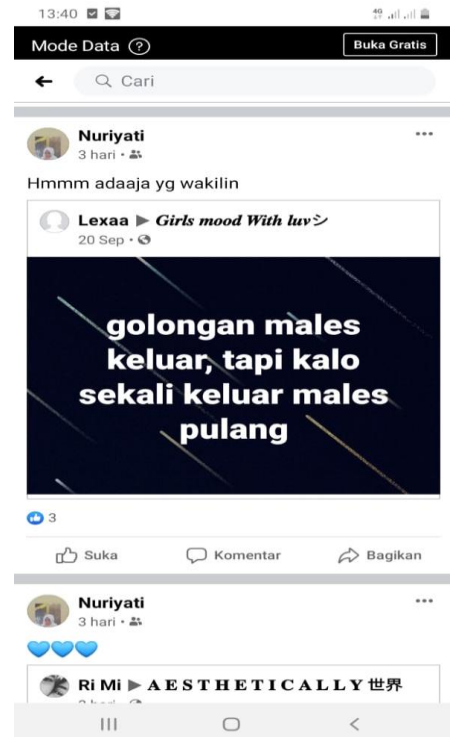 13:40
4G
Mode Data ?
Buka Gratis
Cari
Nuriyati
3 hari
Hmmm adaaja yg wakilin
Lexaa ▶ Girls mood With luvシ
20 Sep
golongan males
keluar, tapi kalo
sekali keluar males
pulang
3
Suka
Komentar
Bagikan
Nuriyati
3 hari
💙💙💙
Ri Mi ▶ A E S T H E T I C A L L Y 世界